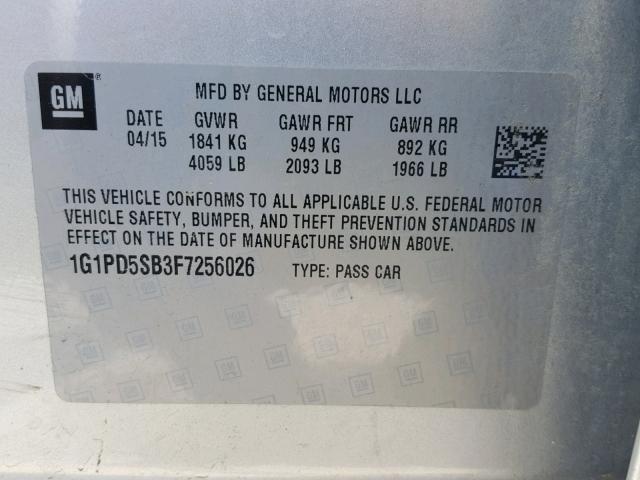 GM ®
MFD BY GENERAL MOTORS LLC
DATE GVWR GAWR FRT GAWR RR
04/15 1841 KG 949 KG 892 KG
4059 LB 2093 LB 1966 LB
THIS VEHICLE CONFORMS TO ALL APPLICABLE U.S. FEDERAL MOTOR
VEHICLE SAFETY, BUMPER, AND THEFT PREVENTION STANDARDS IN
EFFECT ON THE DATE OF MANUFACTURE SHOWN ABOVE.
1G1PD5SB3F7256026 TYPE: PASS CAR